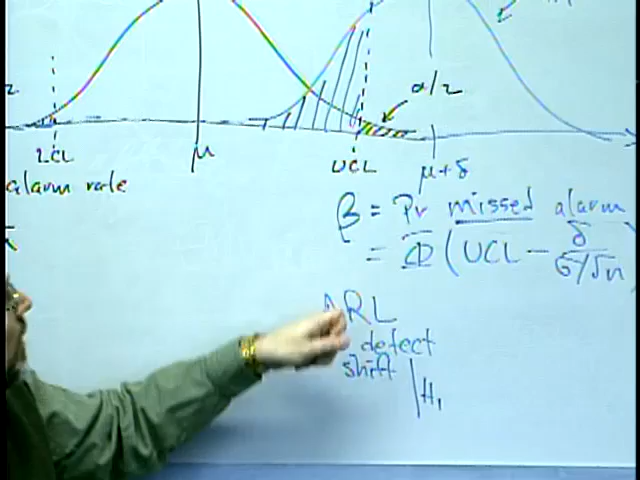 α/2
LCL
μ
UCL
μ+δ
alarm rate
β = Pr missed alarm
= Φ ( UCL - δ / σ/√n )
ARL
detect
shift | H₁